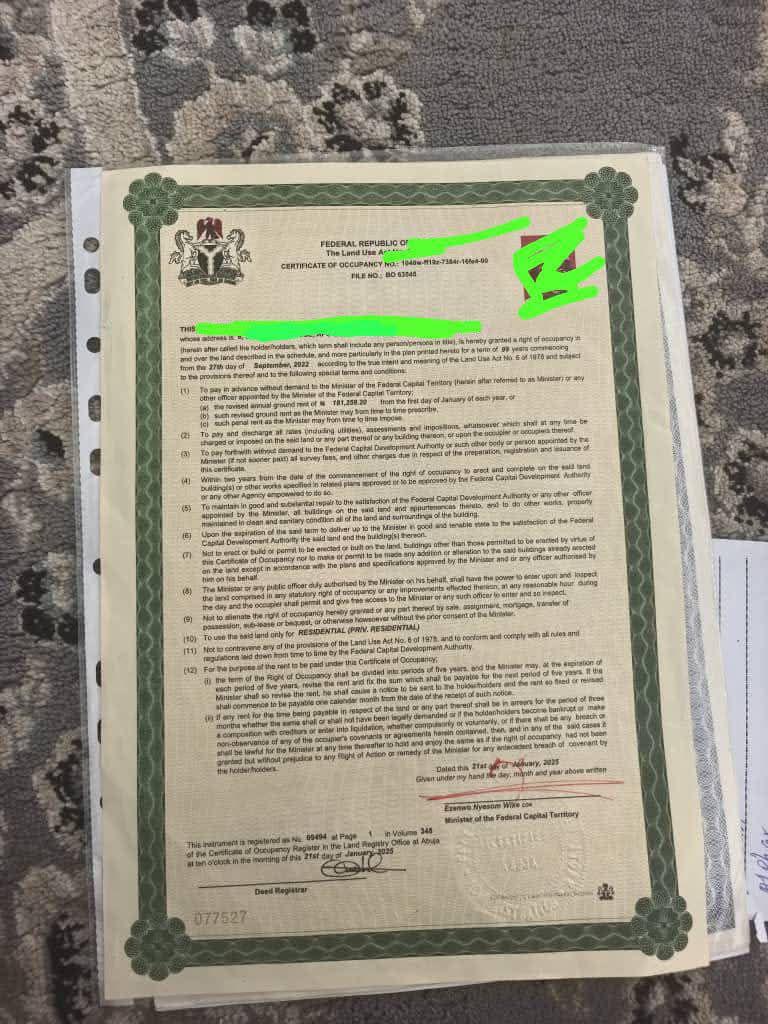 FEDERAL REPUBLIC OF
The Land Use A
CERTIFICATE OF OCCUPANCY NO.: 1040w-ff19z-7384r-16fe4-00
FILE NO.: BO 63545
THIS
whose address is
(herein after called the holder/holders, which term shall include any person/persons in title), is hereby granted a right of occupancy in
and over the land described in the schedule, and more particularly in the plan printed hereto for a term of 99 years commencing
from the 27th day of September, 2022 according to the true intent and meaning of the Land Use Act No. 6 of 1978 and subject
to the provisions thereof and to the following special terms and conditions:
(1) To pay in advance without demand to the Minister of the Federal Capital Territory (herein after referred to as Minister) or any
other officer appointed by the Minister of the Federal Capital Territory;
(a) the revised annual ground rent of ₦ 181,259.20 from the first day of January of each year, or
(b) such revised ground rent as the Minister may from time to time prescribe.
(c) such penal rent as the Minister may from time to time impose.
(2) To pay and discharge all rates (including utilities), assessments and impositions, whatsoever which shall at any time be
charged or imposed on the said land or any part thereof or any building thereon, or upon the occupier or occupiers thereof.
(3) To pay forthwith without demand to the Federal Capital Development Authority or such other body or person appointed by the
Minister (if not sooner paid) all survey fees, and other charges due in respect of the preparation, registration and issuance of
this certificate.
(4) Within two years from the date of the commencement of the right of occupancy to erect and complete on the said land
building(s) or other works specified in related plans approved or to be approved by the Federal Capital Development Authority
or any other Agency empowered to do so.
(5) To maintain in good and substantial repair to the satisfaction of the Federal Capital Development Authority or any other officer
appointed by the Minister, all buildings on the said land and appurtenances thereto, and to do other works, properly
maintained in clean and sanitary condition all of the land and surroundings of the building.
(6) Upon the expiration of the said term to deliver up to the Minister in good and tenable state to the satisfaction of the Federal
Capital Development Authority the said land and the building(s) thereon.
(7) Not to erect or build or permit to be erected or built on the land, buildings other than those permitted to be erected by virtue of
this Certificate of Occupancy nor to make or permit to be made any addition or alteration to the said buildings already erected
on the land except in accordance with the plans and specifications approved by the Minister and or any officer authorised by
him on his behalf.
(8) The Minister or any public officer duly authorised by the Minister on his behalf, shall have the power to enter upon and inspect
the land comprised in any statutory right of occupancy or any improvements effected thereon, at any reasonable hour during
the day and the occupier shall permit and give free access to the Minister or any such officer to enter and so inspect.
(9) Not to alienate the right of occupancy hereby granted or any part thereof by sale, assignment, mortgage, transfer of
possession, sub-lease or bequest, or otherwise howsoever without the prior consent of the Minister.
(10) To use the said land only for RESIDENTIAL (PRIV. RESIDENTIAL)
(11) Not to contravene any of the provisions of the Land Use Act No. 6 of 1978, and to conform and comply with all rules and
regulations laid down from time to time by the Federal Capital Development Authority.
(12) For the purpose of the rent to be paid under this Certificate of Occupancy;
(i) the term of the Right of Occupancy shall be divided into periods of five years, and the Minister may, at the expiration of
each period of five years, revise the rent and fix the sum which shall be payable for the next period of five years. If the
Minister shall so revise the rent, he shall cause a notice to be sent to the holder/holders and the rent so fixed or revised
shall commence to be payable one calendar month from the date of the receipt of such notice.
(ii) If any rent for the time being payable in respect of the land or any part thereof shall be in arrears for the period of three
months whether the same shall or shall not have been legally demanded or if the holder/holders become bankrupt or make
a composition with creditors or enter into liquidation, whether compulsorily or voluntarily, or if there shall be any breach or
non-observance of any of the occupier's covenants or agreements herein contained, then, and in any of the said cases it
shall be lawful for the Minister at any time thereafter to hold and enjoy the same as if the right of occupancy had not been
granted but without prejudice to any Right of Action or remedy of the Minister for any antecedent breach of covenant by
the holder/holders.
Dated this 21st day of January, 2025
Given under my hand the day, month and year above written
Ezenwo Nyesom Wike CON
Minister of the Federal Capital Territory
This instrument is registered as No. 69494 at Page 1 in Volume 348
of the Certificate of Occupancy Register in the Land Registry Office at Abuja
at ten o'clock in the morning of this 21st day of January, 2025
Deed Registrar
077527